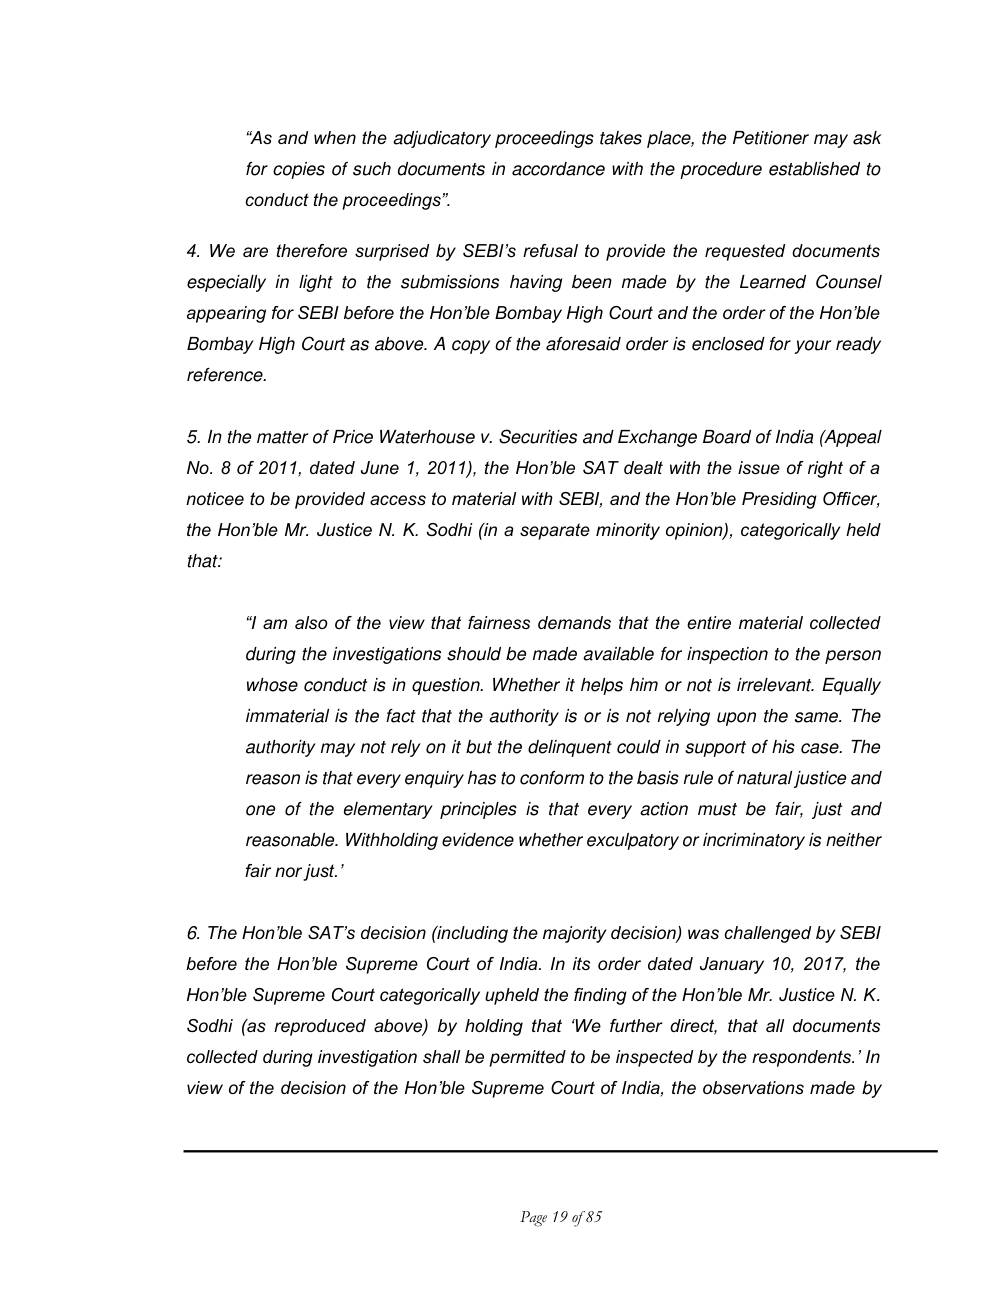 “As and when the adjudicatory proceedings takes place, the Petitioner may ask
for copies of such documents in accordance with the procedure established to
conduct the proceedings”.
4. We are therefore surprised by SEBI’s refusal to provide the requested documents
especially in light to the submissions having been made by the Learned Counsel
appearing for SEBI before the Hon’ble Bombay High Court and the order of the Hon’ble
Bombay High Court as above. A copy of the aforesaid order is enclosed for your ready
reference.
5. In the matter of Price Waterhouse v. Securities and Exchange Board of India (Appeal
No. 8 of 2011, dated June 1, 2011), the Hon’ble SAT dealt with the issue of right of a
noticee to be provided access to material with SEBI, and the Hon’ble Presiding Officer,
the Hon’ble Mr. Justice N. K. Sodhi (in a separate minority opinion), categorically held
that:
“I am also of the view that fairness demands that the entire material collected
during the investigations should be made available for inspection to the person
whose conduct is in question. Whether it helps him or not is irrelevant. Equally
immaterial is the fact that the authority is or is not relying upon the same. The
authority may not rely on it but the delinquent could in support of his case. The
reason is that every enquiry has to conform to the basis rule of natural justice and
one of the elementary principles is that every action must be fair, just and
reasonable. Withholding evidence whether exculpatory or incriminatory is neither
fair nor just.’
6. The Hon’ble SAT’s decision (including the majority decision) was challenged by SEBI
before the Hon’ble Supreme Court of India. In its order dated January 10, 2017, the
Hon’ble Supreme Court categorically upheld the finding of the Hon’ble Mr. Justice N. K.
Sodhi (as reproduced above) by holding that ‘We further direct, that all documents
collected during investigation shall be permitted to be inspected by the respondents.’ In
view of the decision of the Hon’ble Supreme Court of India, the observations made by
Page 19 of 85